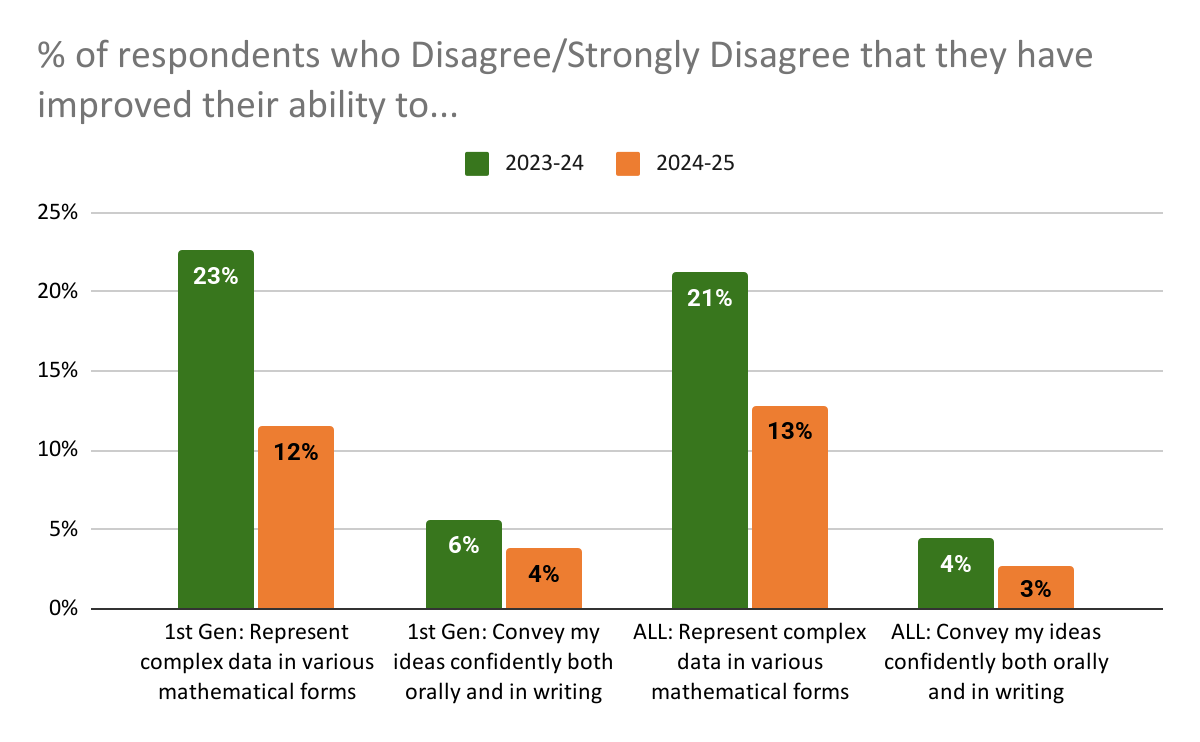 % of respondents who Disagree/Strongly Disagree that they have
improved their ability to...
2023-24
2024-25
25%
20%
15%
10%
5%
0%
23%
12%
6%
4%
21%
13%
4%
3%
1st Gen: Represent
complex data in various
mathematical forms
1st Gen: Convey my
ideas confidently both
orally and in writing
ALL: Represent complex
data in various
mathematical forms
ALL: Convey my ideas
confidently both orally
and in writing